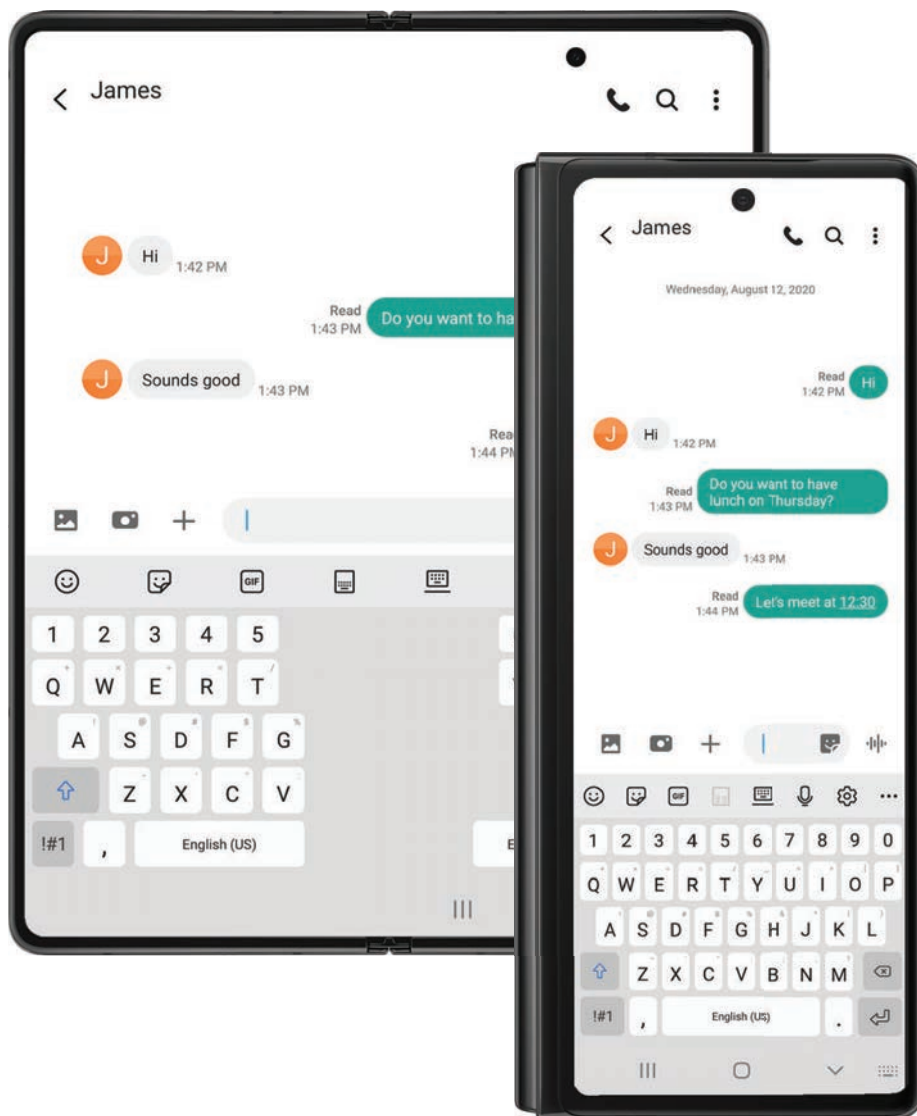 James
J
Hi
1:42 PM
Read
1:43 PM
Do you want to ha
J
Sounds good
1:43 PM
Rea
1:44 PM
GIF
1 2 3 4 5
Q W E R T
A S D F G
Z X C V
!#1 , English (US)
E
James
Wednesday, August 12, 2020
Read
1:42 PM
Hi
J
Hi
1:42 PM
Read
1:43 PM
Do you want to have
lunch on Thursday?
J
Sounds good
1:43 PM
Read
1:44 PM
Let's meet at 12:30
GIF
1 2 3 4 5 6 7 8 9 0
Q W E R T Y U I O P
A S D F G H J K L
Z X C V B N M
!#1 , English (US) .